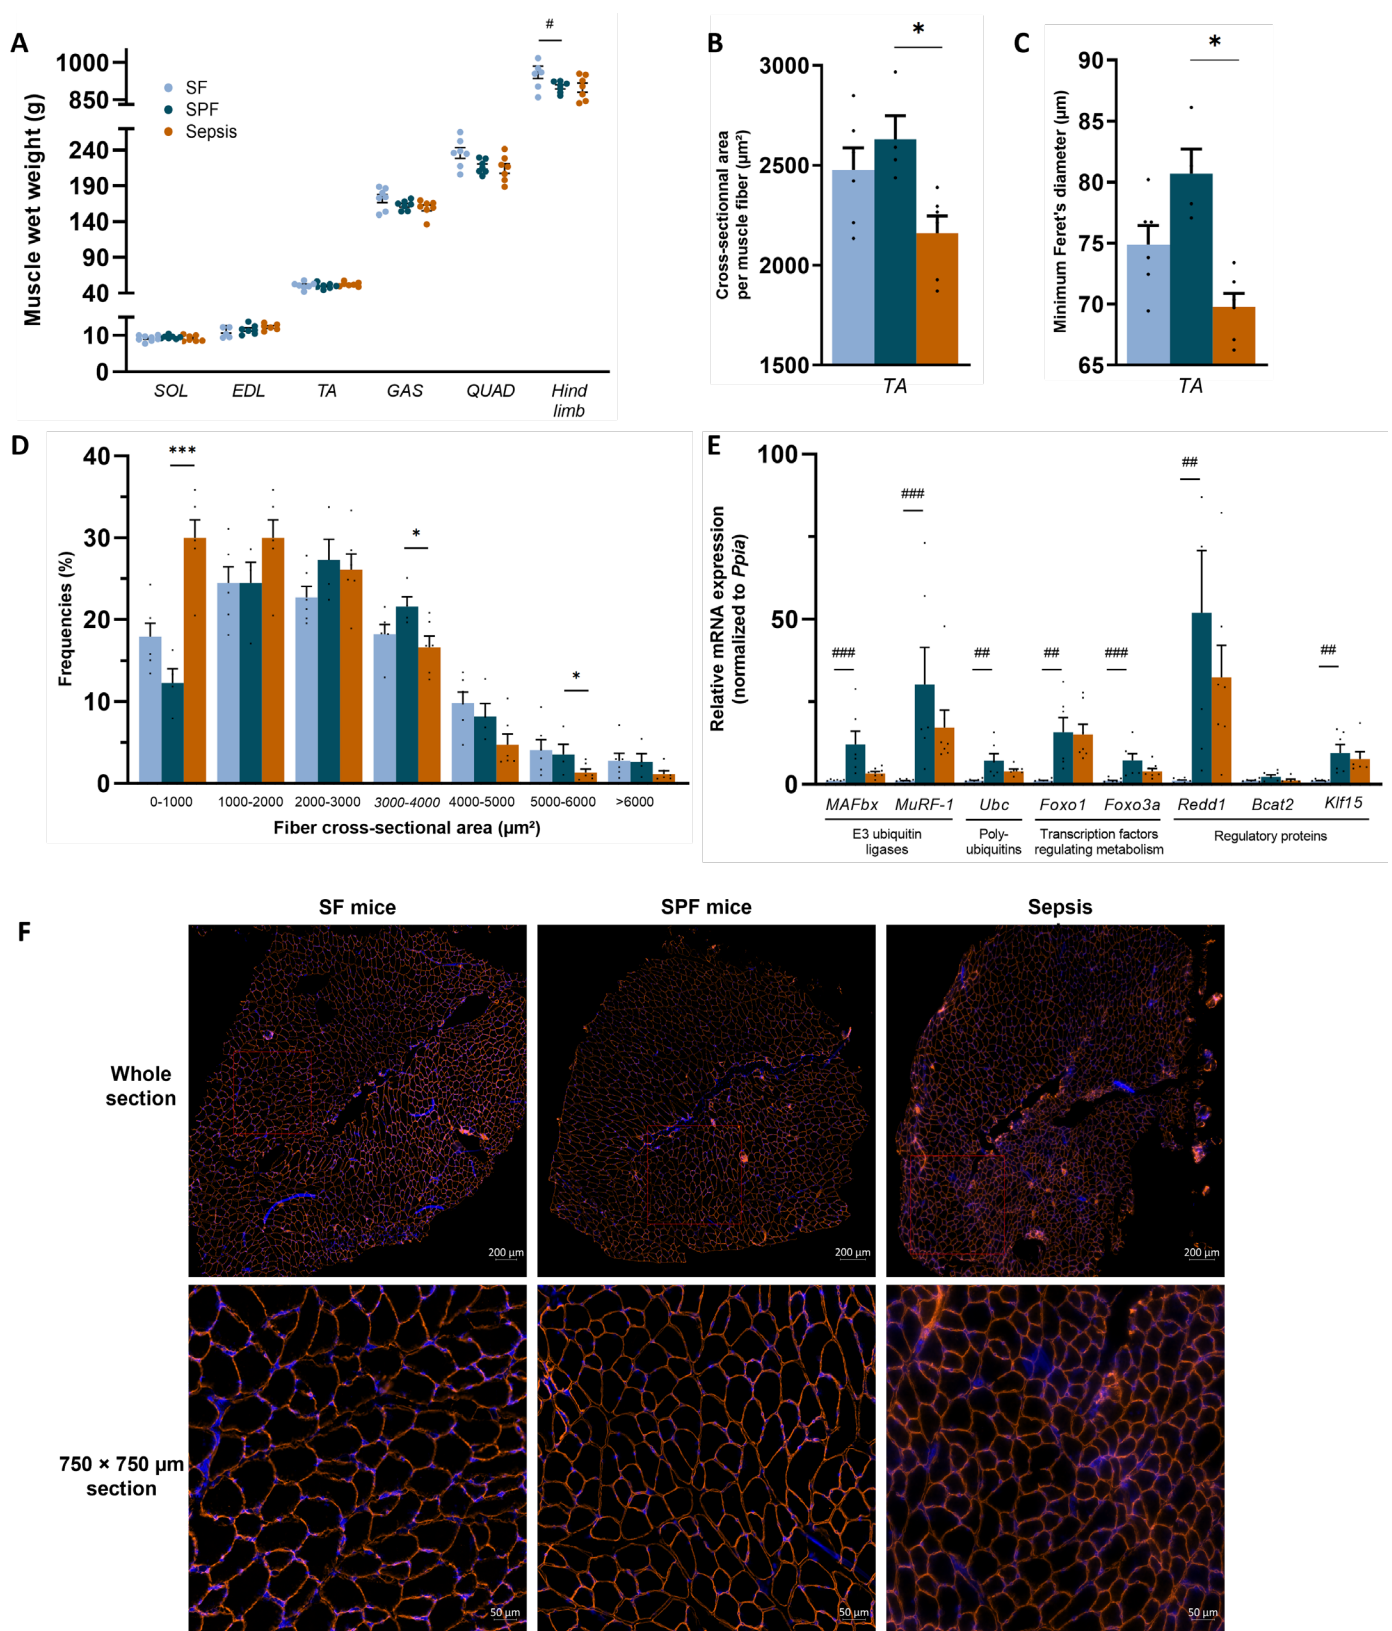 A
Muscle wet weight (g)
1000
850
240
190
140
90
40
10
0
SF
SPF
Sepsis
#
SOL
EDL
TA
GAS
QUAD
Hind
limb
B
Cross-sectional area
per muscle fiber (µm²)
3000
2500
2000
1500
*
TA
C
Minimum Feret's diameter (µm)
90
85
80
75
70
65
*
TA
D
Frequencies (%)
40
30
20
10
0
***
*
*
0-1000
1000-2000
2000-3000
3000-4000
4000-5000
5000-6000
>6000
Fiber cross-sectional area (µm²)
E
Relative mRNA expression
(normalized to Ppia)
100
50
0
###
###
##
##
###
##
##
MAFbx
MuRF-1
Ubc
Foxo1
Foxo3a
Redd1
Bcat2
Klf15
E3 ubiquitin
ligases
Poly-
ubiquitins
Transcription factors
regulating metabolism
Regulatory proteins
F
SF mice
SPF mice
Sepsis
Whole
section
200 µm
200 µm
200 µm
750 × 750 µm
section
50 µm
50 µm
50 µm